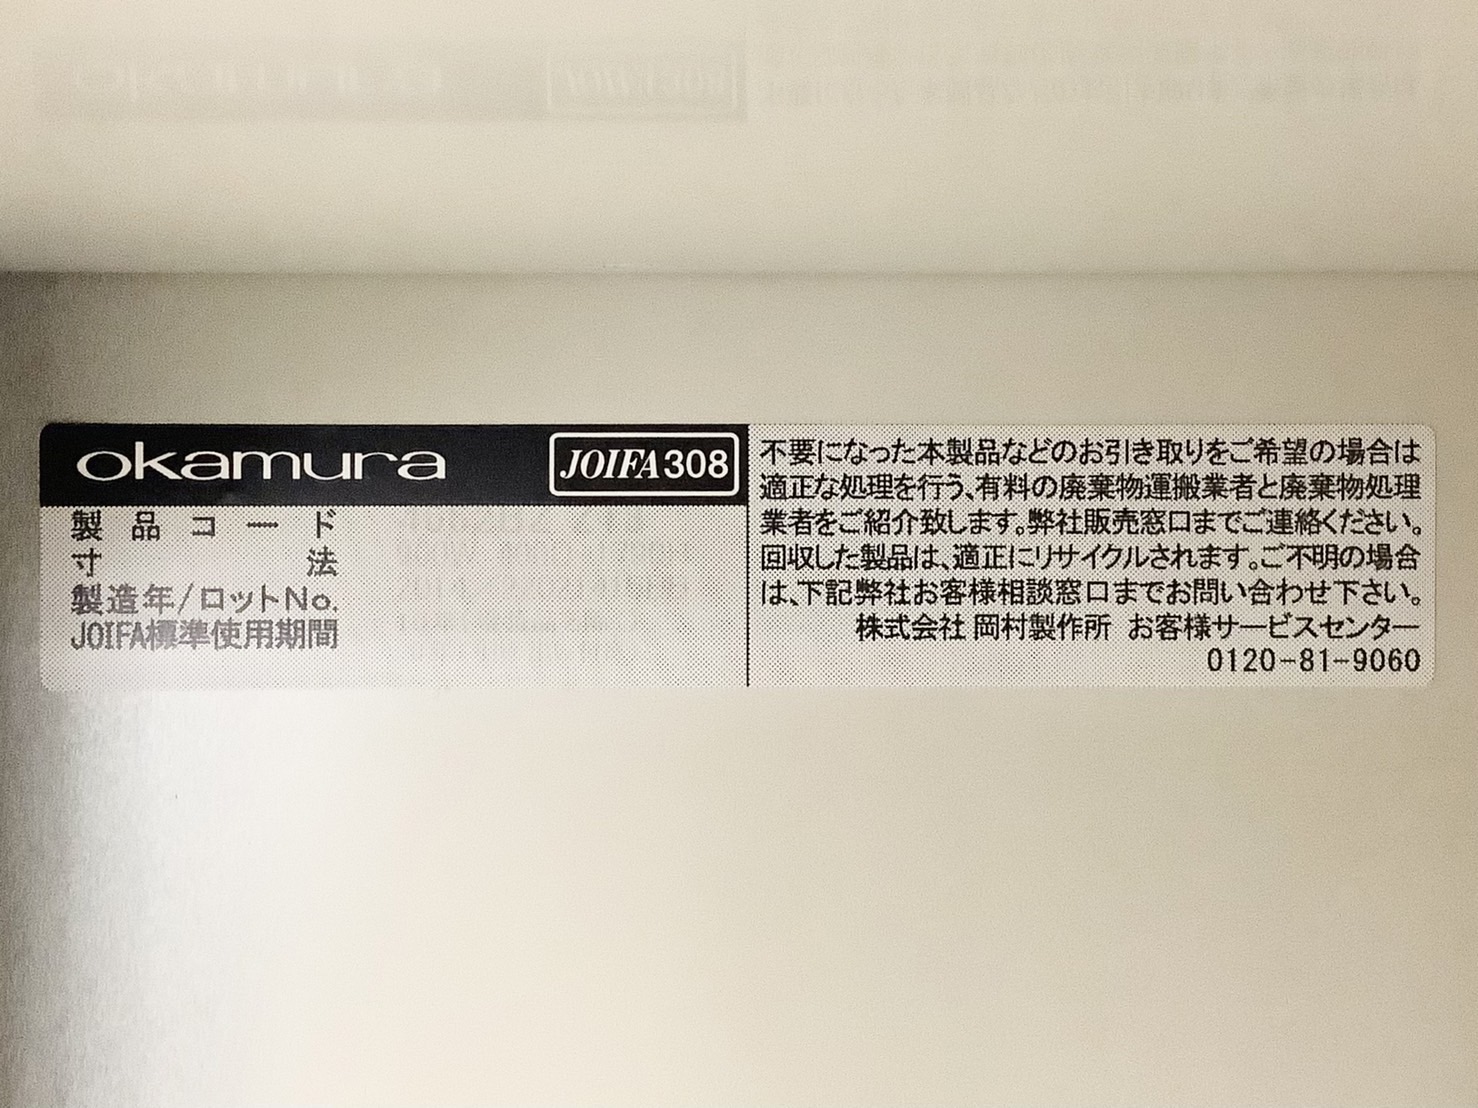 okamura JOIFA308
製品コード
寸法
製造年/ロットNo.
JOIFA標準使用期間
不要になった本製品などのお引き取りをご希望の場合は
適正な処理を行う、有料の廃棄物運搬業者と廃棄物処理
業者をご紹介致します。弊社販売窓口までご連絡ください。
回収した製品は、適正にリサイクルされます。ご不明の場合
は、下記弊社お客様相談窓口までお問い合わせ下さい。
株式会社 岡村製作所 お客様サービスセンター
0120-81-9060